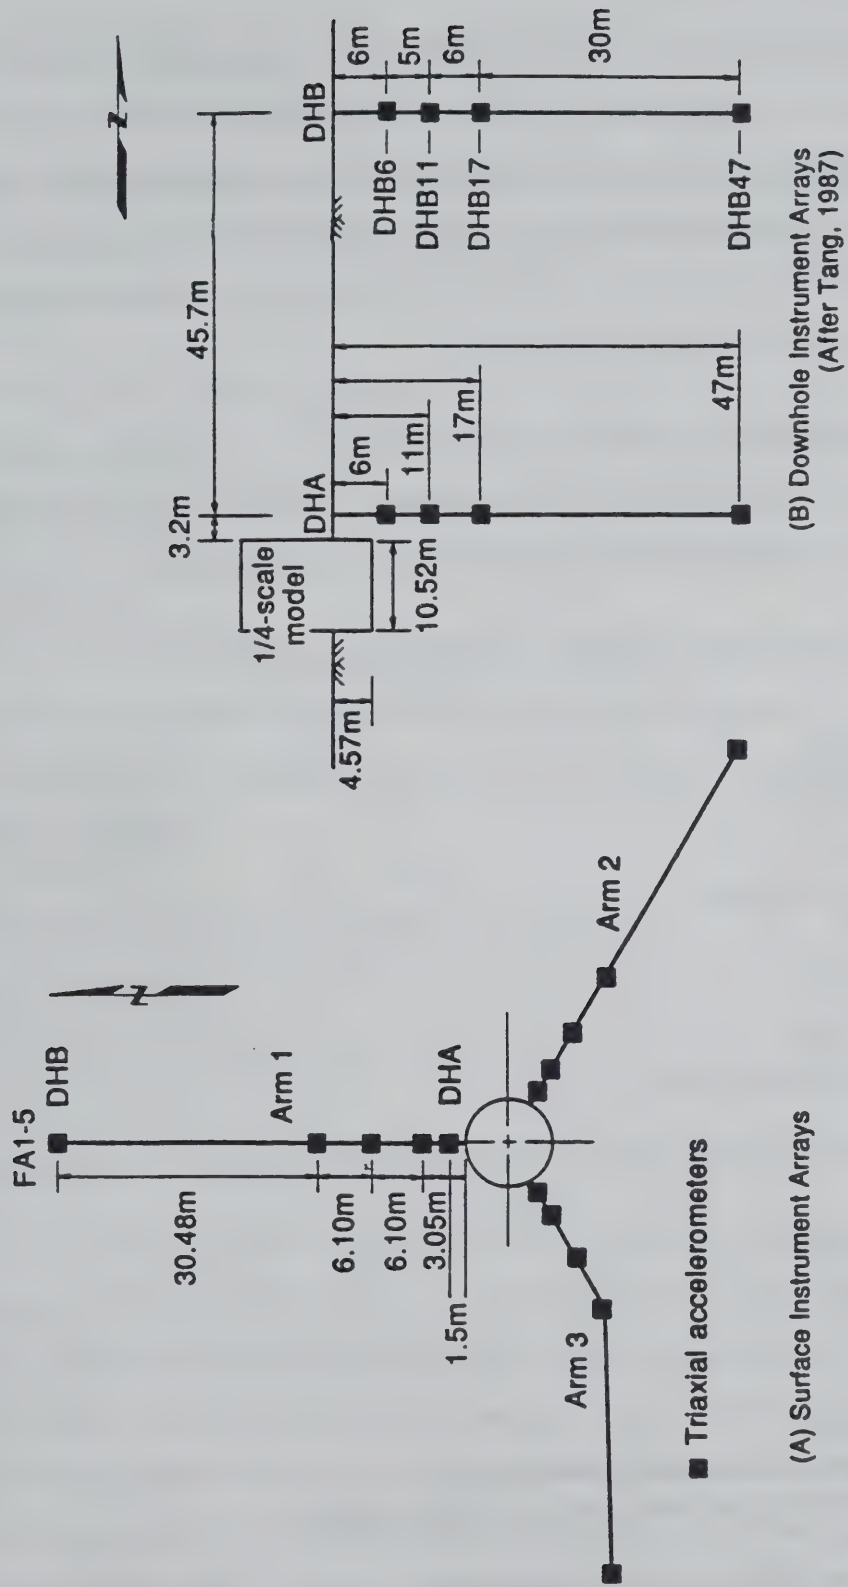 FA1-5
DHB
Arm 1
DHA
30.48m
6.10m
6.10m
3.05m
1.5m
N
Arm 2
Arm 3
Triaxial accelerometers
(A) Surface Instrument Arrays
N
45.7m
3.2m
1/4-scale
model
4.57m
10.52m
DHA
6m
11m
17m
47m
DHB
DHB6
DHB11
DHB17
DHB47
6m
5m
6m
30m
(B) Downhole Instrument Arrays
(After Tang, 1987)